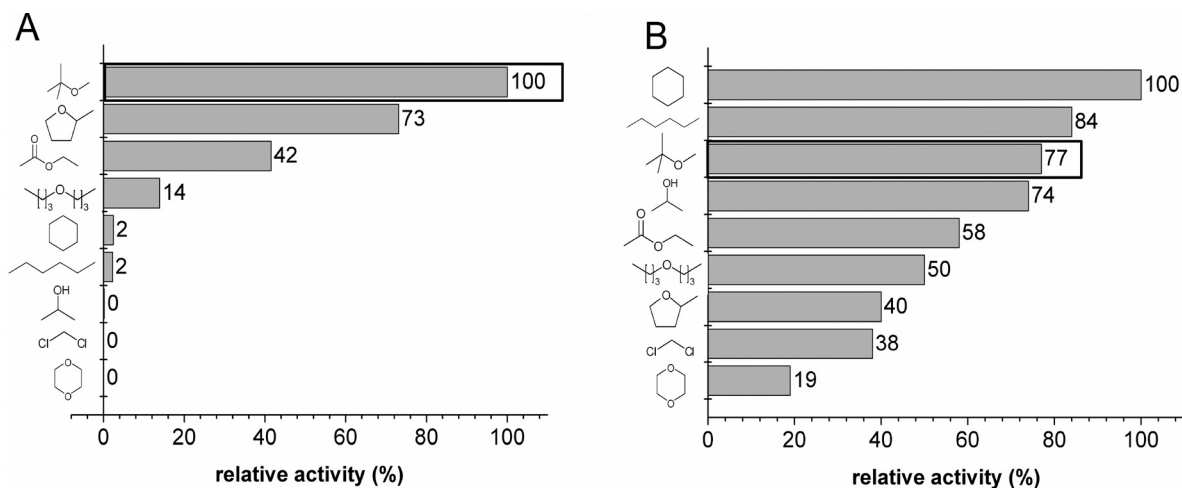 A
100
O
O
73
O
O
42
( )3 O ( )3
14
2
2
OH
0
Cl Cl
0
O
O
0
0 20 40 60 80 100
relative activity (%)
B
100
84
O
77
OH
74
O
O
58
( )3 O ( )3
50
O
40
Cl Cl
38
O
O
19
0 20 40 60 80 100
relative activity (%)